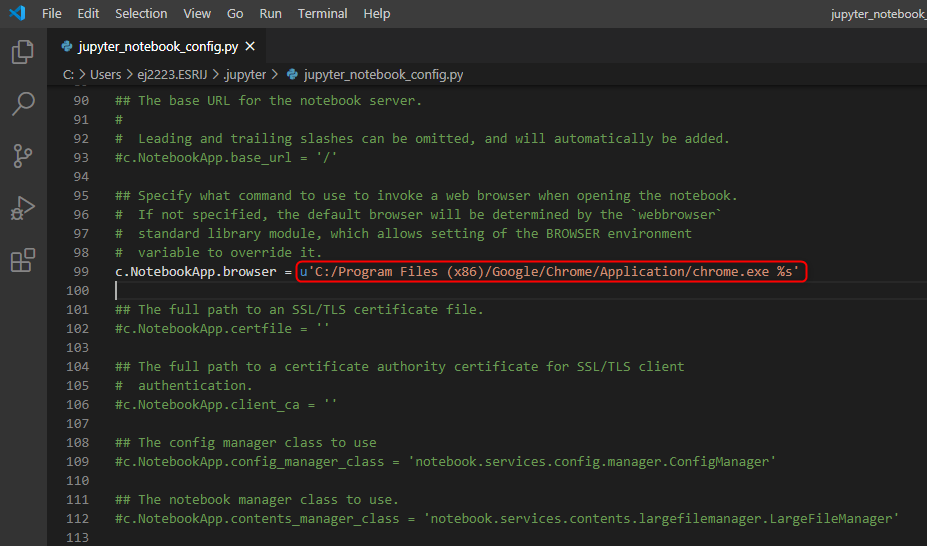 File Edit Selection View Go Run Terminal Help jupyter_notebook_
jupyter_notebook_config.py
C: > Users > ej2223.ESRIJ > .jupyter > jupyter_notebook_config.py
90 ## The base URL for the notebook server.
91 #
92 #  Leading and trailing slashes can be omitted, and will automatically be added.
93 #c.NotebookApp.base_url = '/'
94
95 ## Specify what command to use to invoke a web browser when opening the notebook.
96 #  If not specified, the default browser will be determined by the `webbrowser`
97 #  standard library module, which allows setting of the BROWSER environment
98 #  variable to override it.
99 c.NotebookApp.browser = u'C:/Program Files (x86)/Google/Chrome/Application/chrome.exe %s'
100
101 ## The full path to an SSL/TLS certificate file.
102 #c.NotebookApp.certfile = ''
103
104 ## The full path to a certificate authority certificate for SSL/TLS client
105 #  authentication.
106 #c.NotebookApp.client_ca = ''
107
108 ## The config manager class to use
109 #c.NotebookApp.config_manager_class = 'notebook.services.config.manager.ConfigManager'
110
111 ## The notebook manager class to use.
112 #c.NotebookApp.contents_manager_class = 'notebook.services.contents.largefilemanager.LargeFileManager'
113